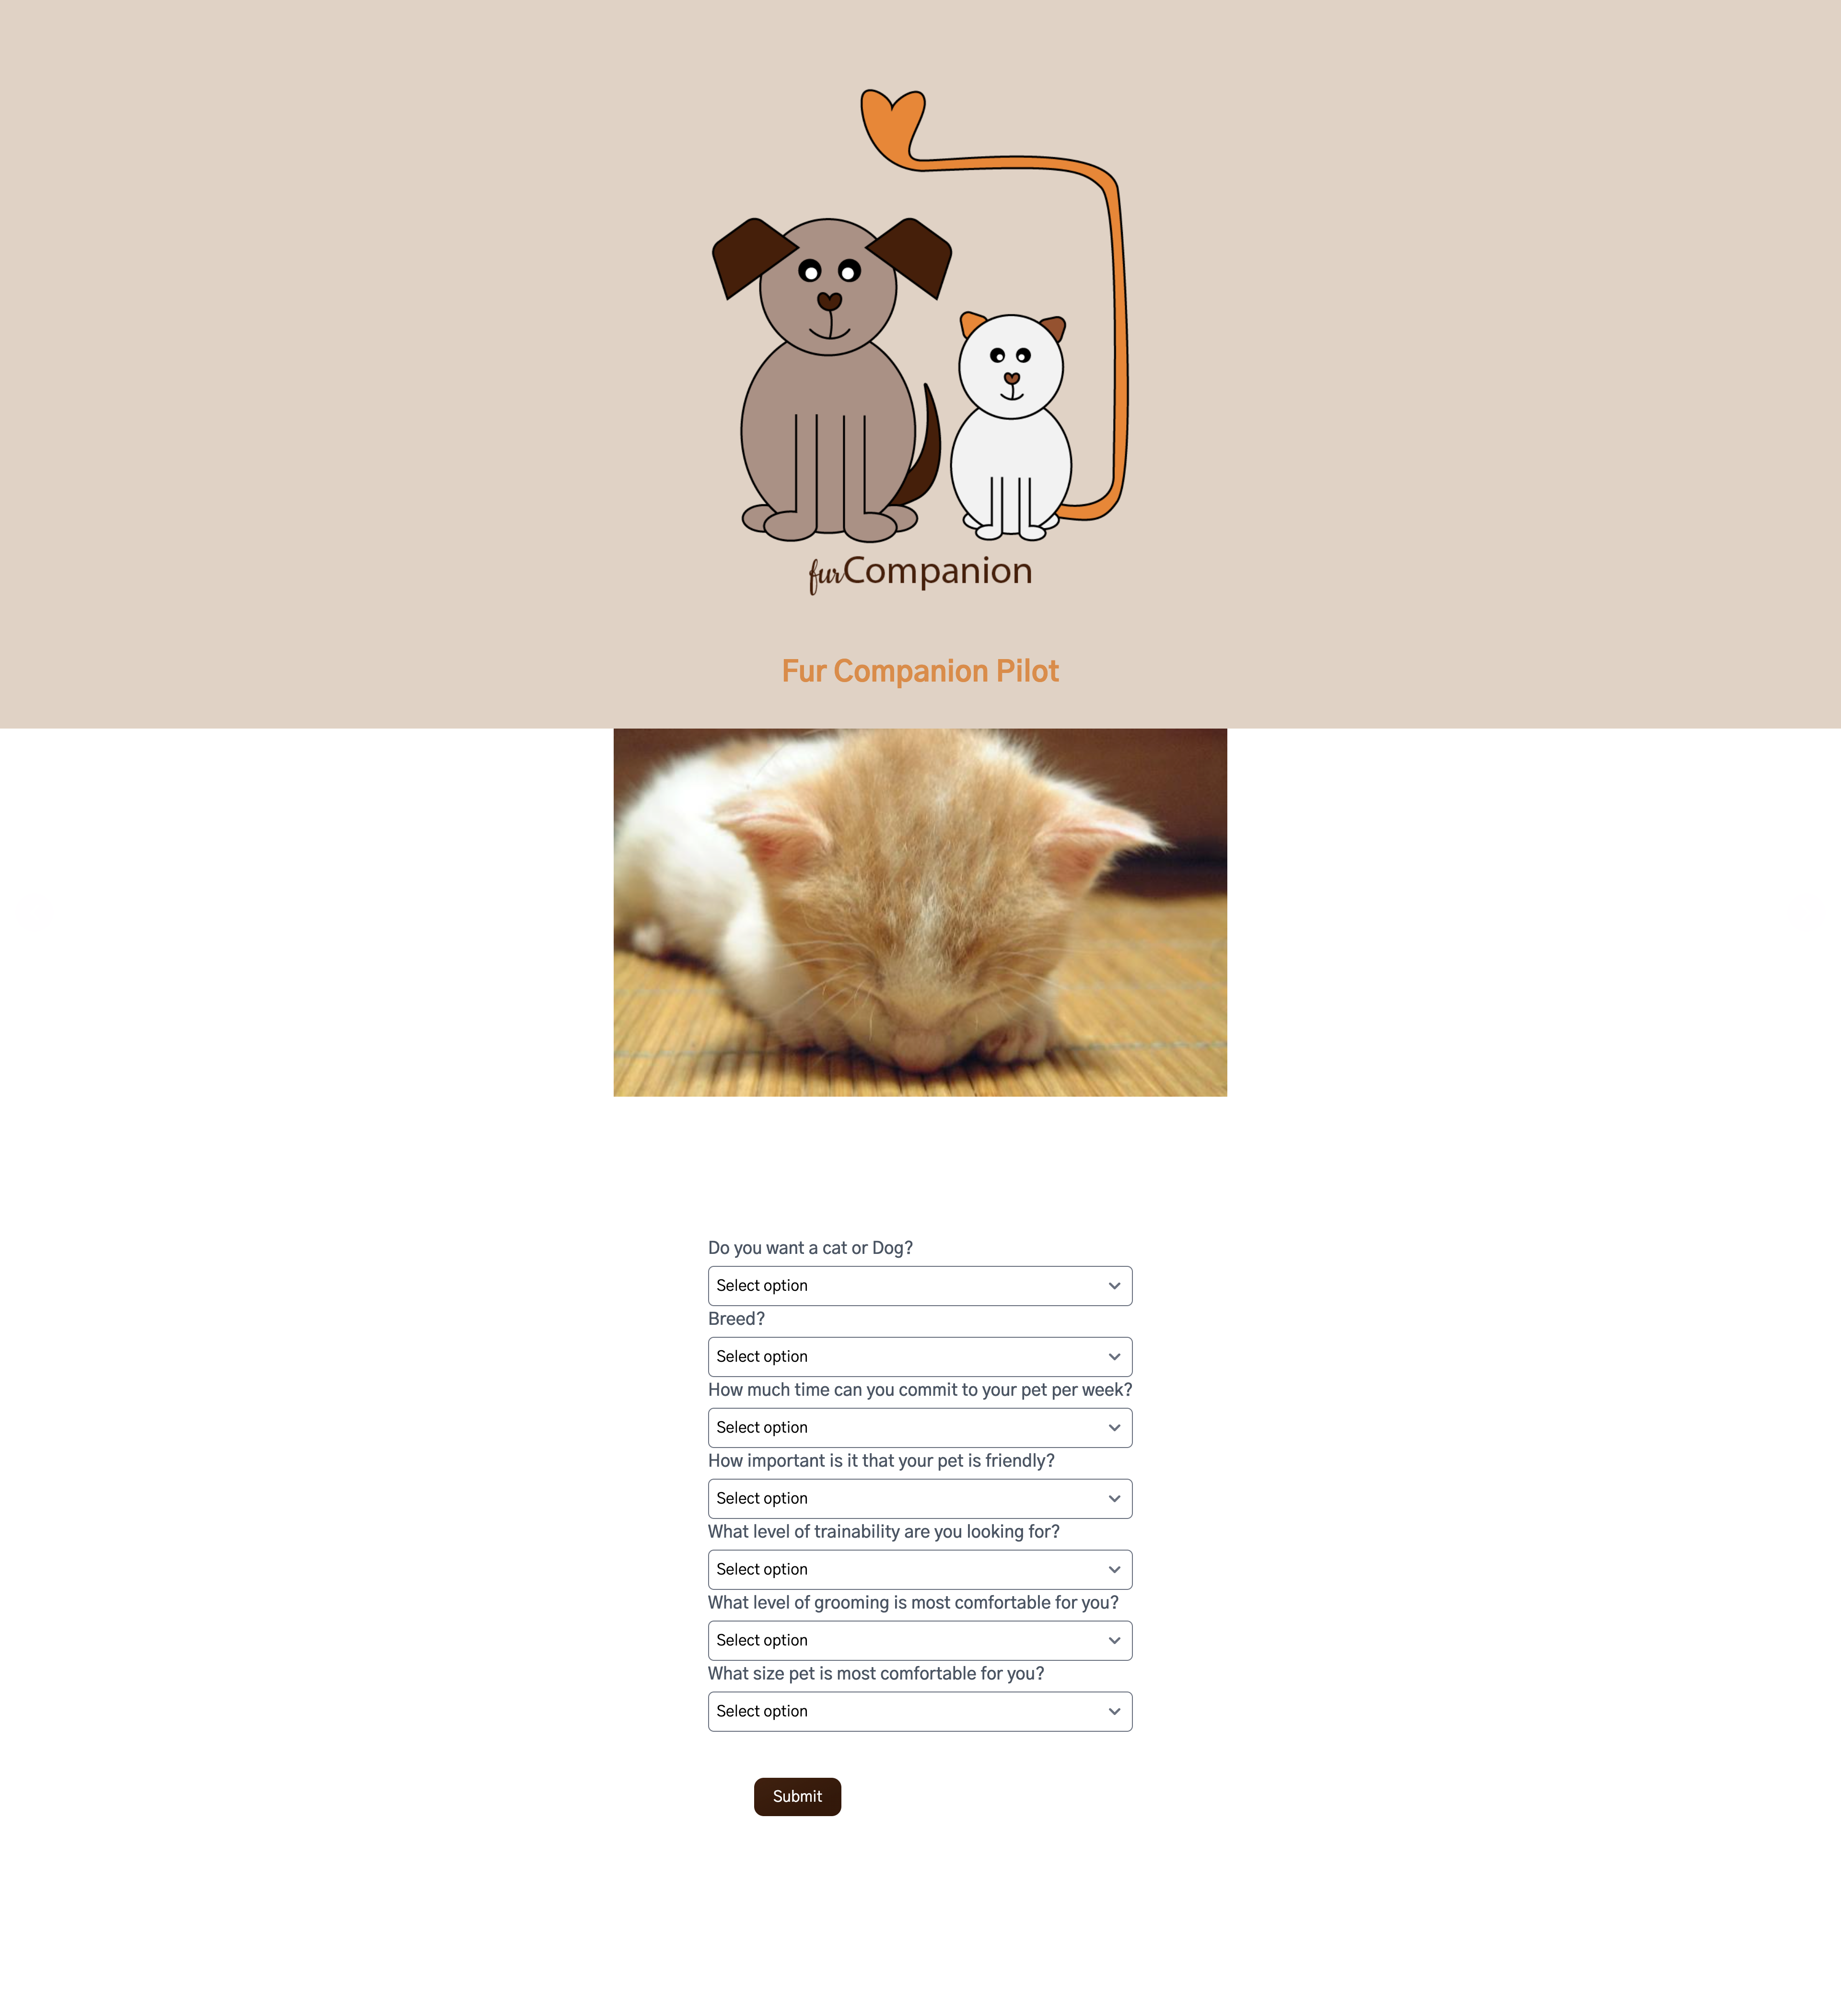 furCompanion
Fur Companion Pilot
Do you want a cat or Dog?
Select option
Breed?
Select option
How much time can you commit to your pet per week?
Select option
How important is it that your pet is friendly?
Select option
What level of trainability are you looking for?
Select option
What level of grooming is most comfortable for you?
Select option
What size pet is most comfortable for you?
Select option
Submit